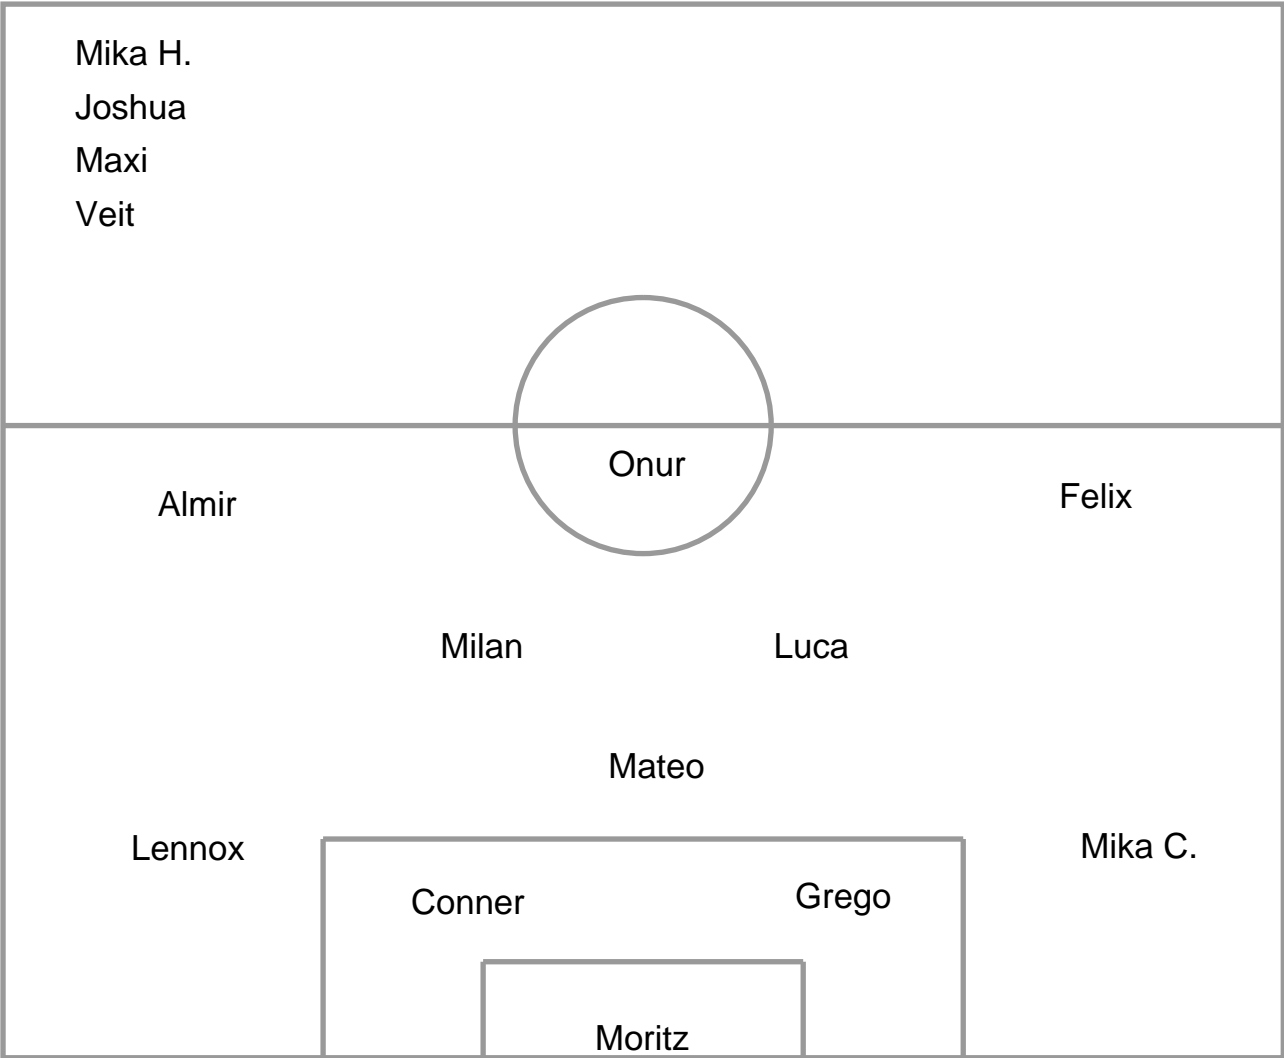 Mika H.
Joshua
Maxi
Veit
Onur
Almir
Felix
Milan
Luca
Mateo
Lennox
Mika C.
Conner
Grego
Moritz